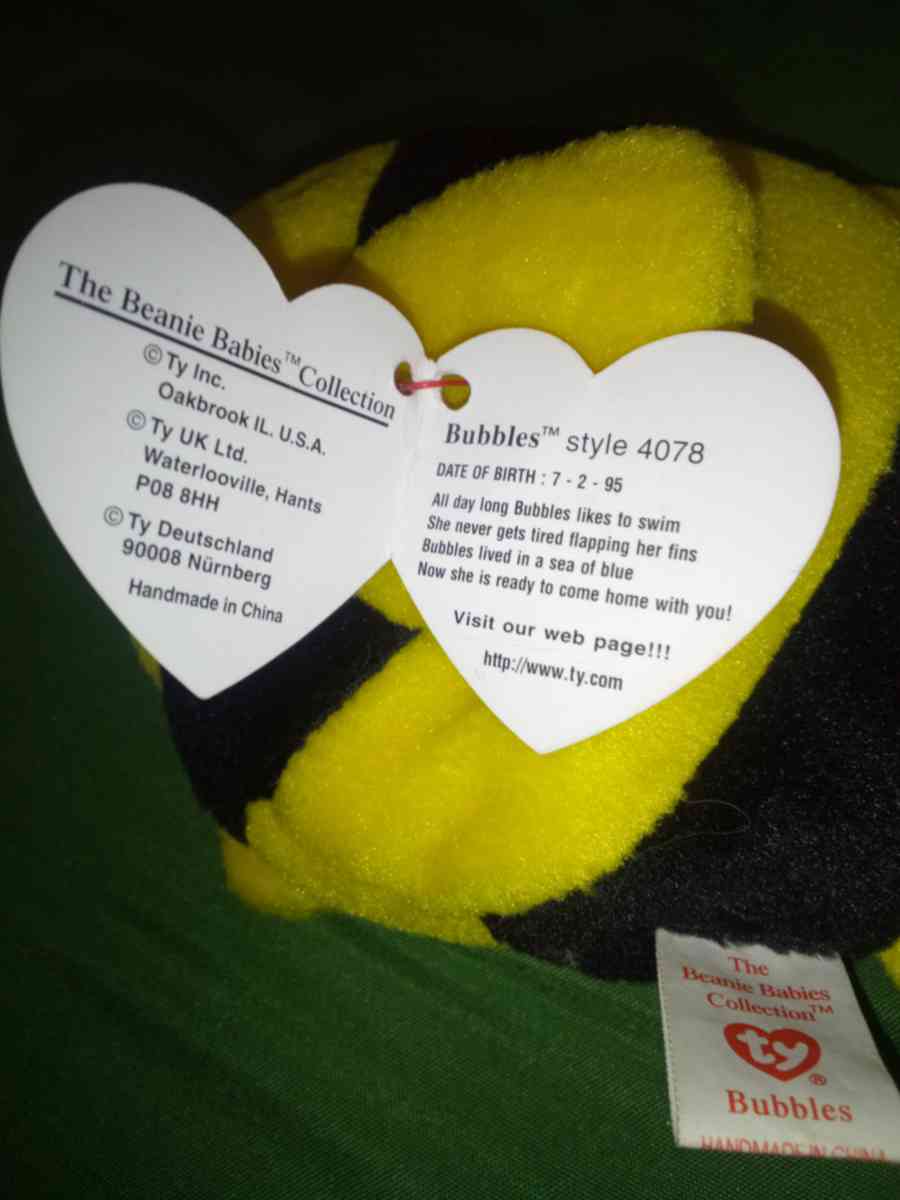 The Beanie Babies™ Collection
© Ty Inc.
Oakbrook IL. U.S.A.
© Ty UK Ltd.
Waterlooville, Hants
P08 8HH
© Ty Deutschland
90008 Nürnberg
Handmade in China
Bubbles™ style 4078
DATE OF BIRTH : 7 - 2 - 95
All day long Bubbles likes to swim
She never gets tired flapping her fins
Bubbles lived in a sea of blue
Now she is ready to come home with you!
Visit our web page!!!
http://www.ty.com
The
Beanie Babies
Collection™
ty®
Bubbles
HANDMADE IN CHINA